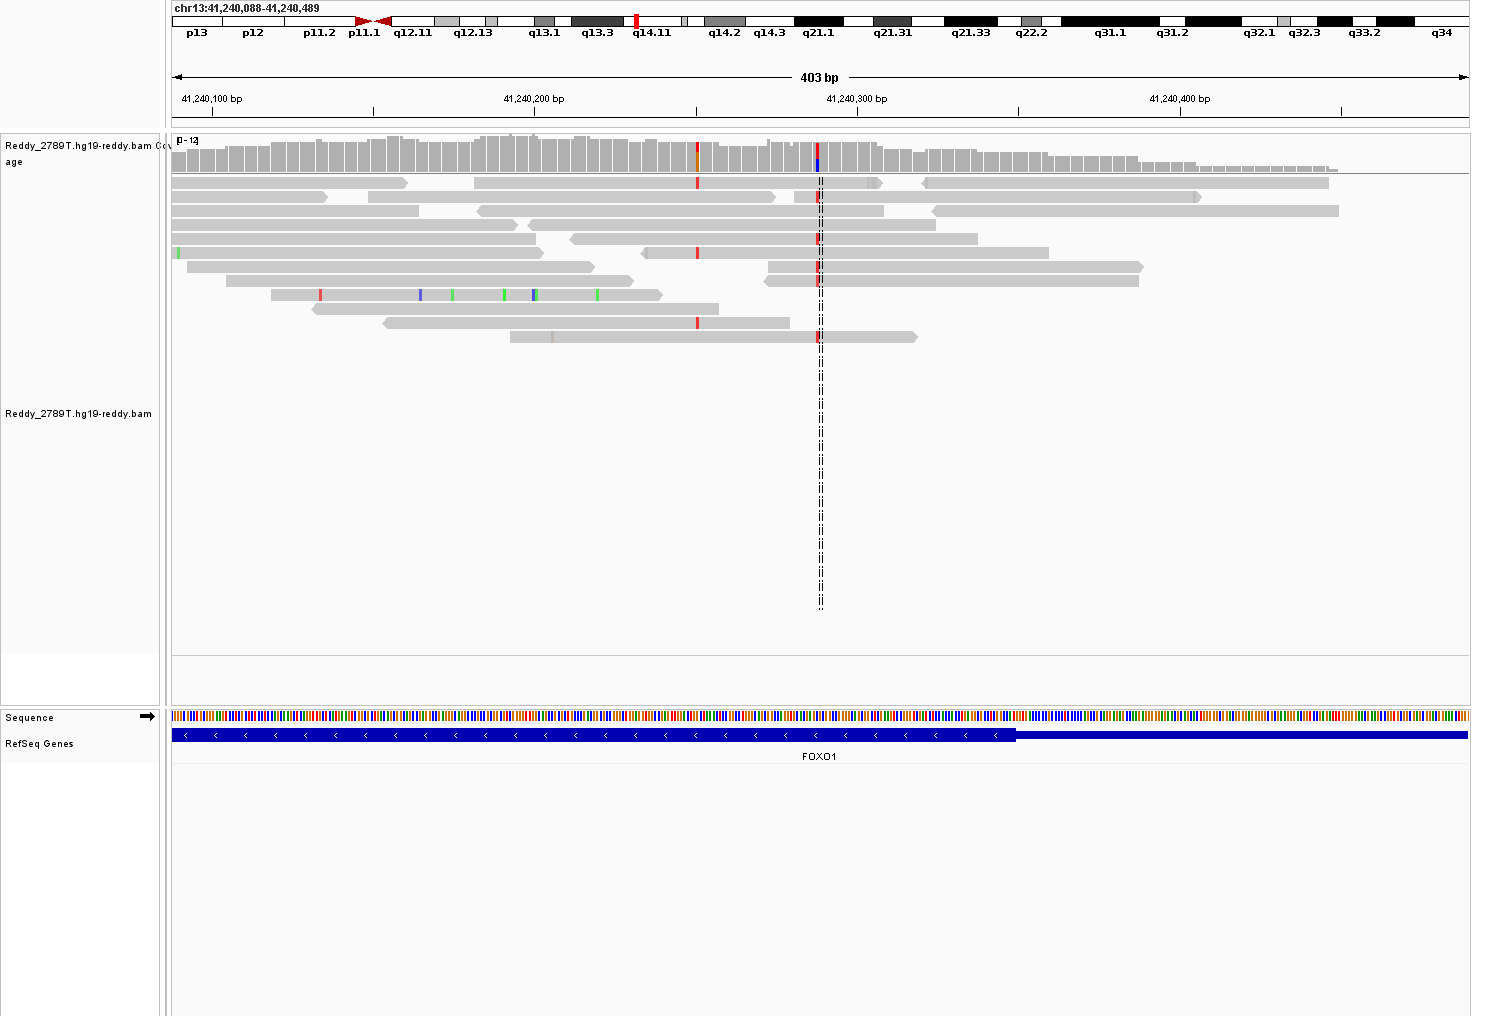 chr13:41,240,088-41,240,489
p13 p12 p11.2 p11.1 q12.11 q12.13 q13.1 q13.3 q14.11 q14.2 q14.3 q21.1 q21.31 q21.33 q22.2 q31.1 q31.2 q32.1 q32.3 q33.2 q34
403 bp
41,240,100 bp 41,240,200 bp 41,240,300 bp 41,240,400 bp
[0 - 12]
Reddy_2789T.hg19-reddy.bam Cov
age
Reddy_2789T.hg19-reddy.bam
Sequence
RefSeq Genes
FOXO1